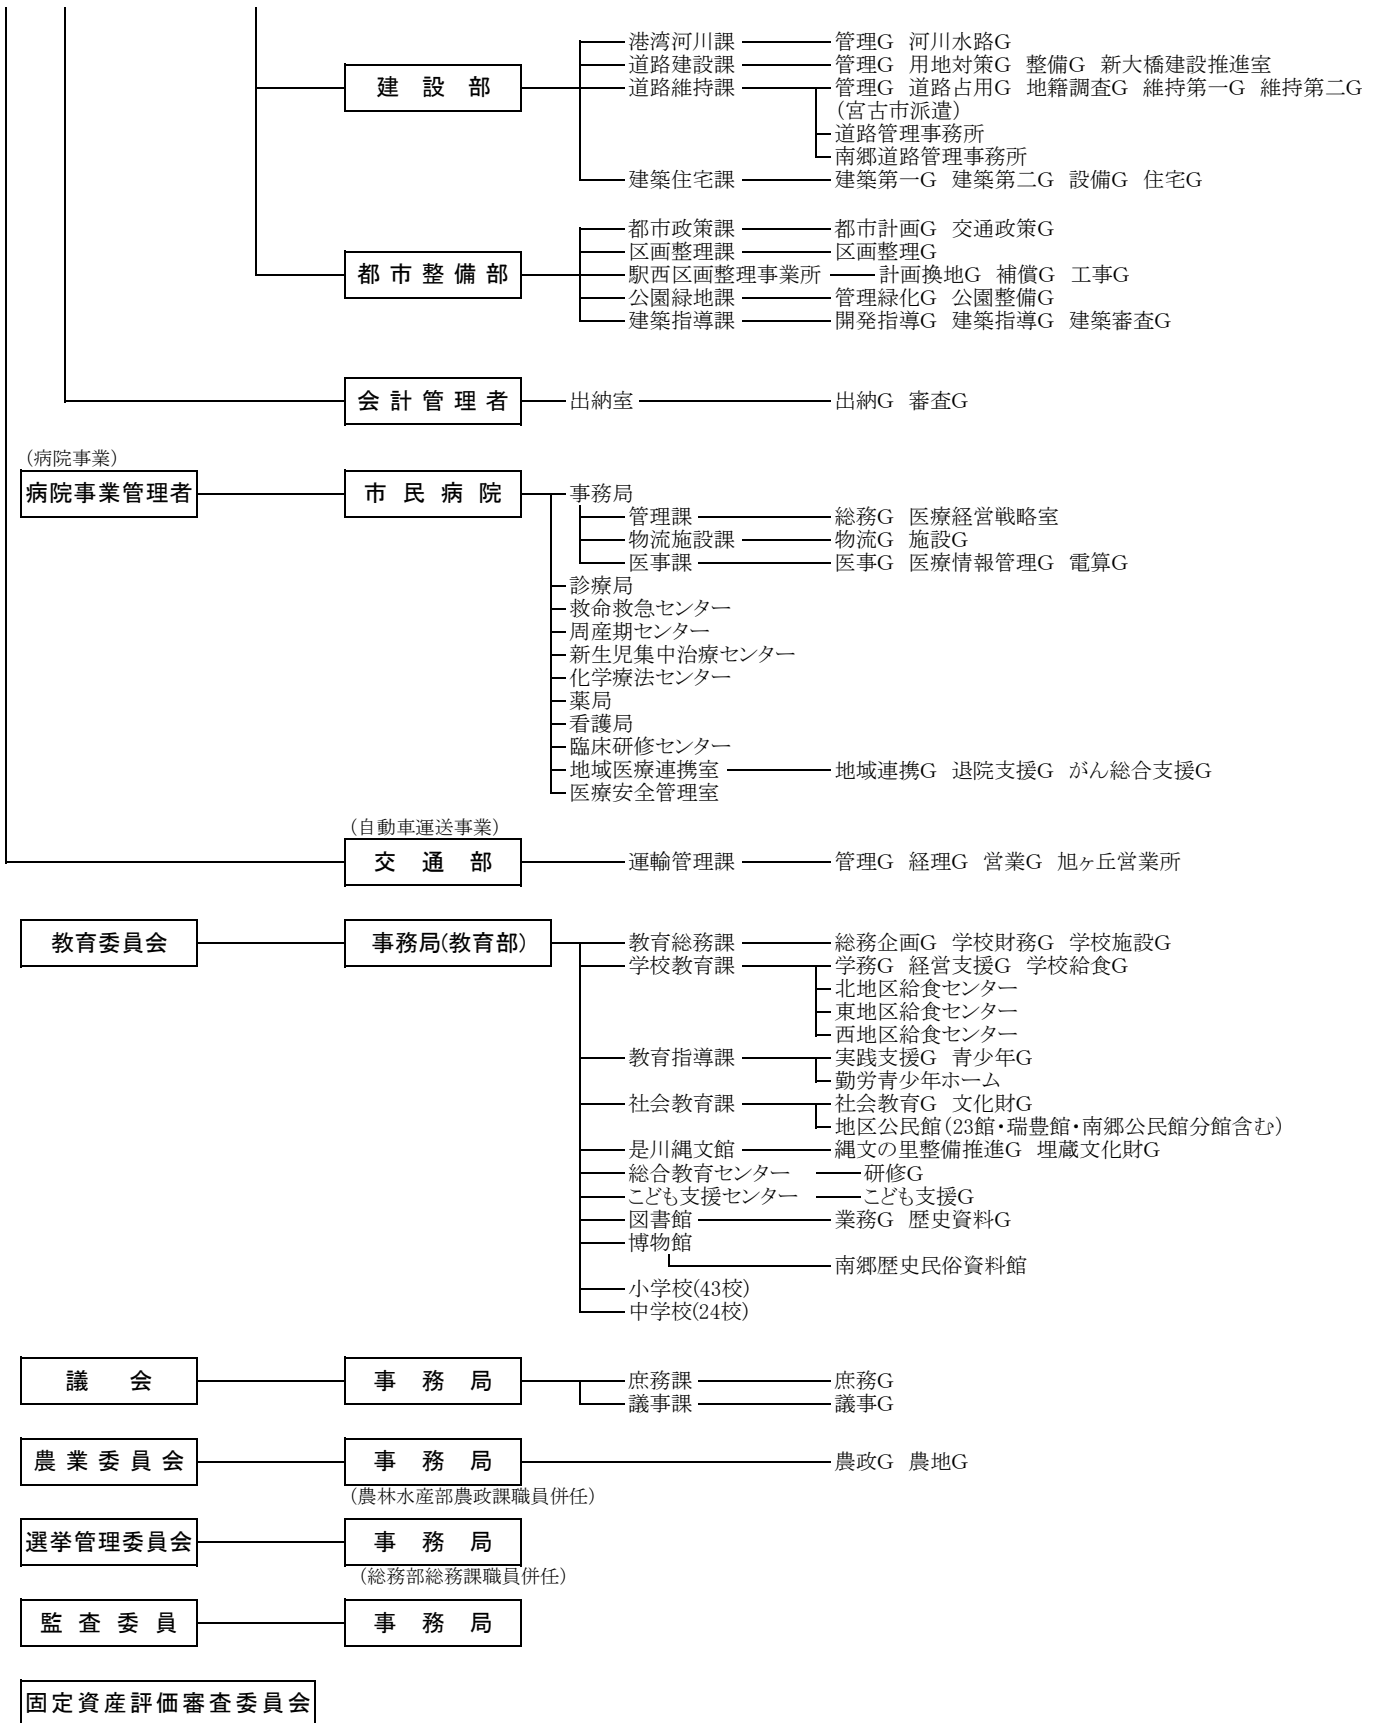 港湾河川課 管理G 河川水路G
道路建設課 管理G 用地対策G 整備G 新大橋建設推進室
建設部 道路維持課 管理G 道路占用G 地籍調査G 維持第一G 維持第二G
(宮古市派遣)
道路管理事務所
南郷道路管理事務所
建築住宅課 建築第一G 建築第二G 設備G 住宅G
都市政策課 都市計画G 交通政策G
区画整理課 区画整理G
都市整備部 駅西区画整理事業所 計画換地G 補償G 工事G
公園緑地課 管理緑化G 公園整備G
建築指導課 開発指導G 建築指導G 建築審査G
会計管理者 出納室 出納G 審査G
(病院事業)
病院事業管理者 市民病院 事務局
管理課 総務G 医療経営戦略室
物流施設課 物流G 施設G
医事課 医事G 医療情報管理G 電算G
診療局
救命救急センター
周産期センター
新生児集中治療センター
化学療法センター
薬局
看護局
臨床研修センター
地域医療連携室 地域連携G 退院支援G がん総合支援G
医療安全管理室
(自動車運送事業)
交通部 運輸管理課 管理G 経理G 営業G 旭ヶ丘営業所
教育委員会 事務局(教育部) 教育総務課 総務企画G 学校財務G 学校施設G
学校教育課 学務G 経営支援G 学校給食G
北地区給食センター
東地区給食センター
西地区給食センター
教育指導課 実践支援G 青少年G
勤労青少年ホーム
社会教育課 社会教育G 文化財G
地区公民館(23館・瑞豊館・南郷公民館分館含む)
是川縄文館 縄文の里整備推進G 埋蔵文化財G
総合教育センター 研修G
こども支援センター こども支援G
図書館 業務G 歴史資料G
博物館
南郷歴史民俗資料館
小学校(43校)
中学校(24校)
議会 事務局 庶務課 庶務G
議事課 議事G
農業委員会 事務局 農政G 農地G
(農林水産部農政課職員併任)
選挙管理委員会 事務局
(総務部総務課職員併任)
監査委員 事務局
固定資産評価審査委員会